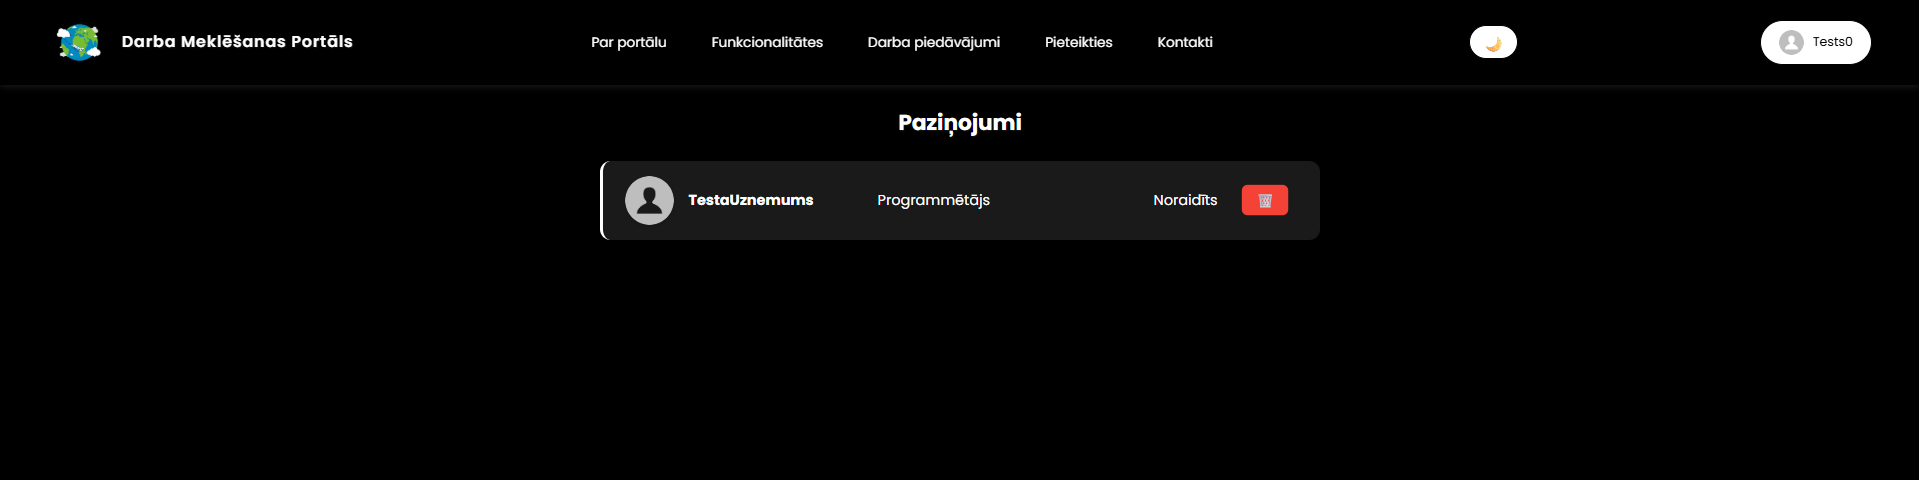 Darba Meklēšanas Portāls
Par portālu Funkcionalitātes Darba piedāvājumi Pieteikties Kontakti
Tests0
Paziņojumi
TestaUznemums Programmētājs Noraidīts